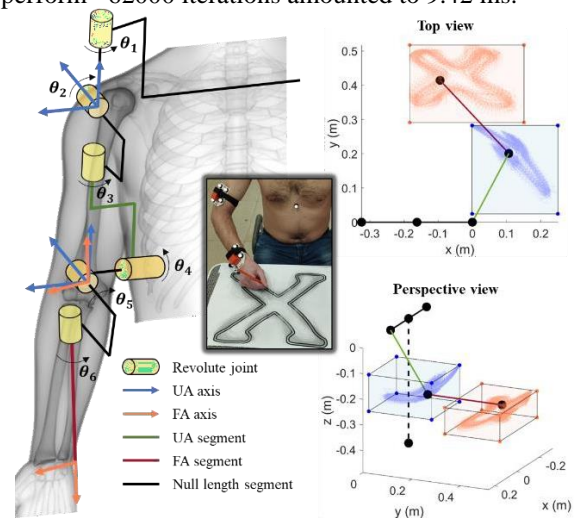 perform ~62000 iterations amounted to 9.42 ms.
θ₁
θ₂
θ₃
θ₄
θ₅
θ₆
Revolute joint
UA axis
FA axis
UA segment
FA segment
Null length segment
Top view
0.5
0.4
0.3
0.2
0.1
0
y (m)
-0.3 -0.2 -0.1 0 0.1 0.2
x (m)
Perspective view
0
-0.1
-0.2
-0.3
-0.4
z (m)
0 0.2 0.4
y (m)
-0.2
0
0.2
x (m)